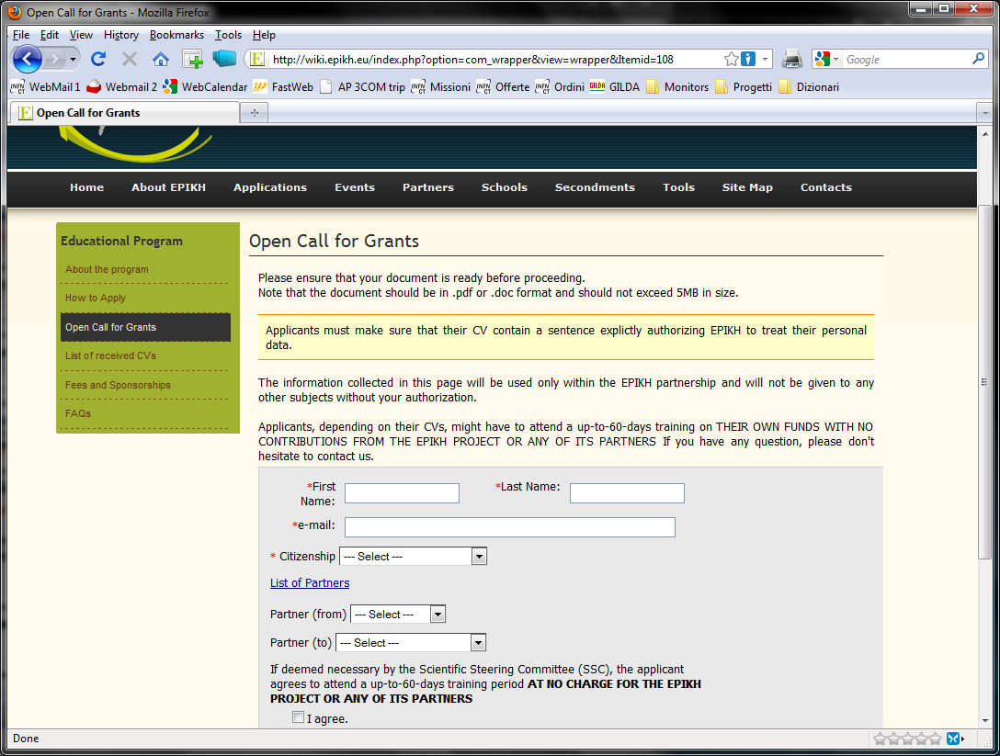 Open Call for Grants - Mozilla Firefox
File Edit View History Bookmarks Tools Help
E http://wiki.epikh.eu/index.php?option=com_wrapper&view=wrapper&Itemid=108 Google
WebMail 1 Webmail 2 WebCalendar FastWeb AP 3COM trip Missioni Offerte Ordini GILDA GILDA Monitors Progetti Dizionari
E Open Call for Grants
Home About EPIKH Applications Events Partners Schools Secondments Tools Site Map Contacts
Educational Program
About the program
How to Apply
Open Call for Grants
List of received CVs
Fees and Sponsorships
FAQs
Open Call for Grants
Please ensure that your document is ready before proceeding.
Note that the document should be in .pdf or .doc format and should not exceed 5MB in size.
Applicants must make sure that their CV contain a sentence explictly authorizing EPIKH to treat their personal
data.
The information collected in this page will be used only within the EPIKH partnership and will not be given to any
other subjects without your authorization.
Applicants, depending on their CVs, might have to attend a up-to-60-days training on THEIR OWN FUNDS WITH NO
CONTRIBUTIONS FROM THE EPIKH PROJECT OR ANY OF ITS PARTNERS If you have any question, please don't
hesitate to contact us.
*First
Name:
*Last Name:
*e-mail:
* Citizenship --- Select ---
List of Partners
Partner (from) --- Select ---
Partner (to) --- Select ---
If deemed necessary by the Scientific Steering Committee (SSC), the applicant
agrees to attend a up-to-60-days training period AT NO CHARGE FOR THE EPIKH
PROJECT OR ANY OF ITS PARTNERS
I agree.
Done